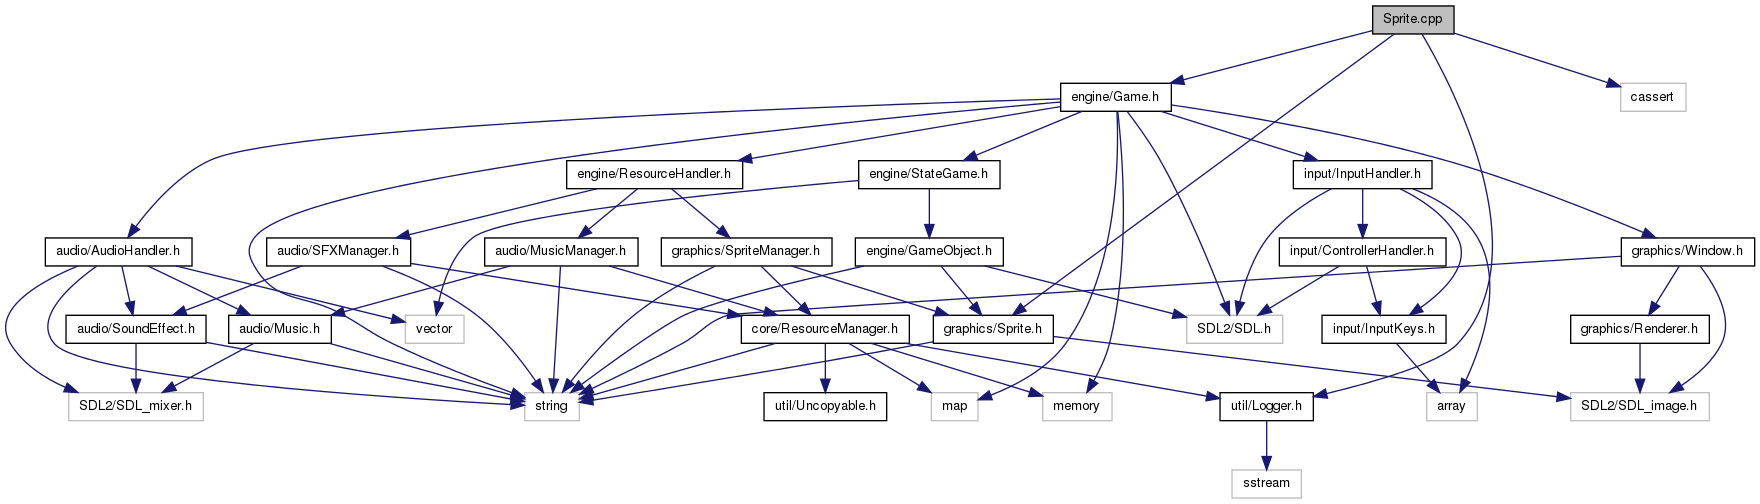 Sprite.cpp
engine/Game.h
cassert
engine/ResourceHandler.h
engine/StateGame.h
input/InputHandler.h
audio/AudioHandler.h
audio/SFXManager.h
audio/MusicManager.h
graphics/SpriteManager.h
engine/GameObject.h
input/ControllerHandler.h
graphics/Window.h
audio/SoundEffect.h
audio/Music.h
vector
core/ResourceManager.h
graphics/Sprite.h
SDL2/SDL.h
input/InputKeys.h
graphics/Renderer.h
SDL2/SDL_mixer.h
string
util/Uncopyable.h
map
memory
util/Logger.h
array
SDL2/SDL_image.h
sstream